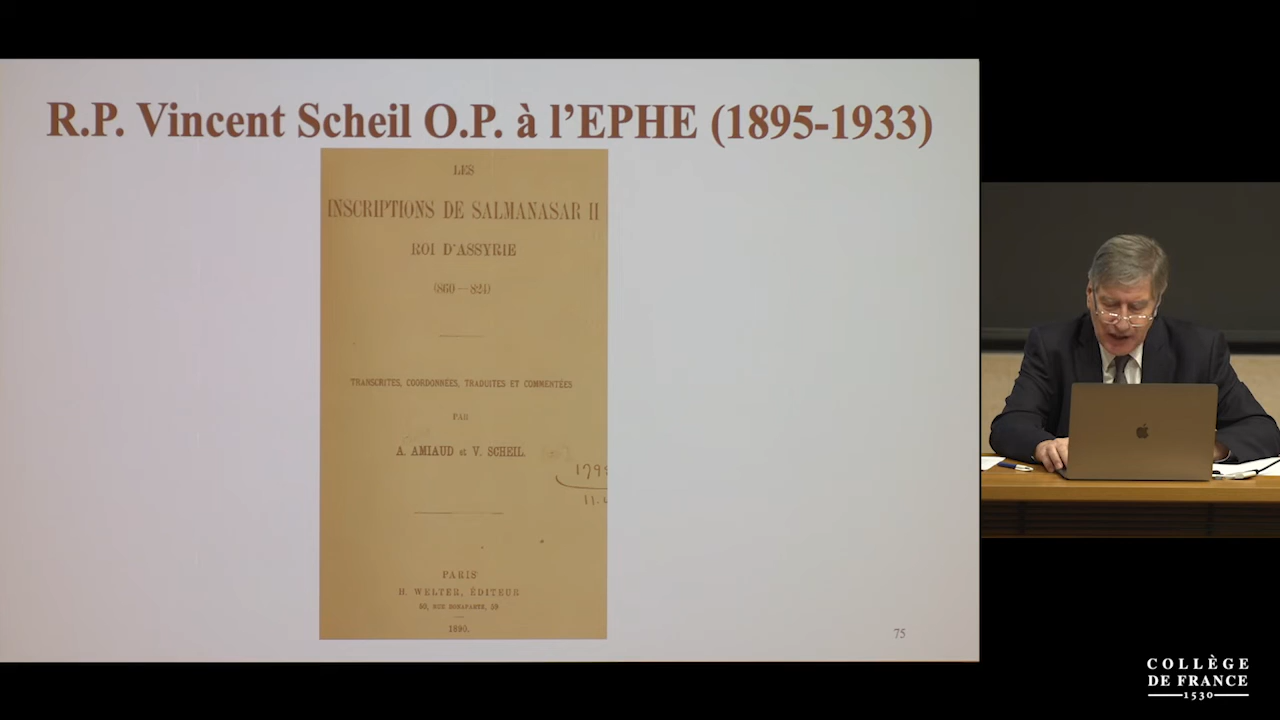 R.P. Vincent Scheil O.P. à l'EPHE (1895-1933)
LES
INSCRIPTIONS DE SALMANASAR II
ROI D'ASSYRIE
(860—824)
TRANSCRITES, COORDONNÉES, TRADUITES ET COMMENTÉES
PAR
A. AMIAUD et V. SCHEIL.
PARIS
H. WELTER, ÉDITEUR
RUE BONAPARTE, 59
1890.
75
COLLÈGE
DE FRANCE
1530